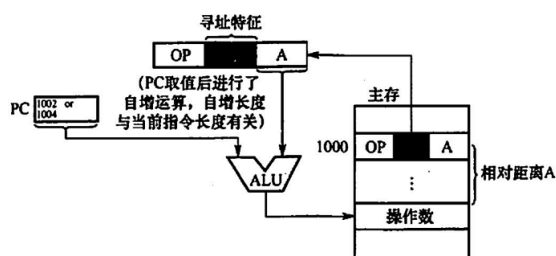 寻址特征
OP
A
(PC取值后进行了
自增运算，自增长度
与当前指令长度有关)
PC
1002 or
1004
ALU
主存
1000
OP
A
⋮
操作数
相对距离A